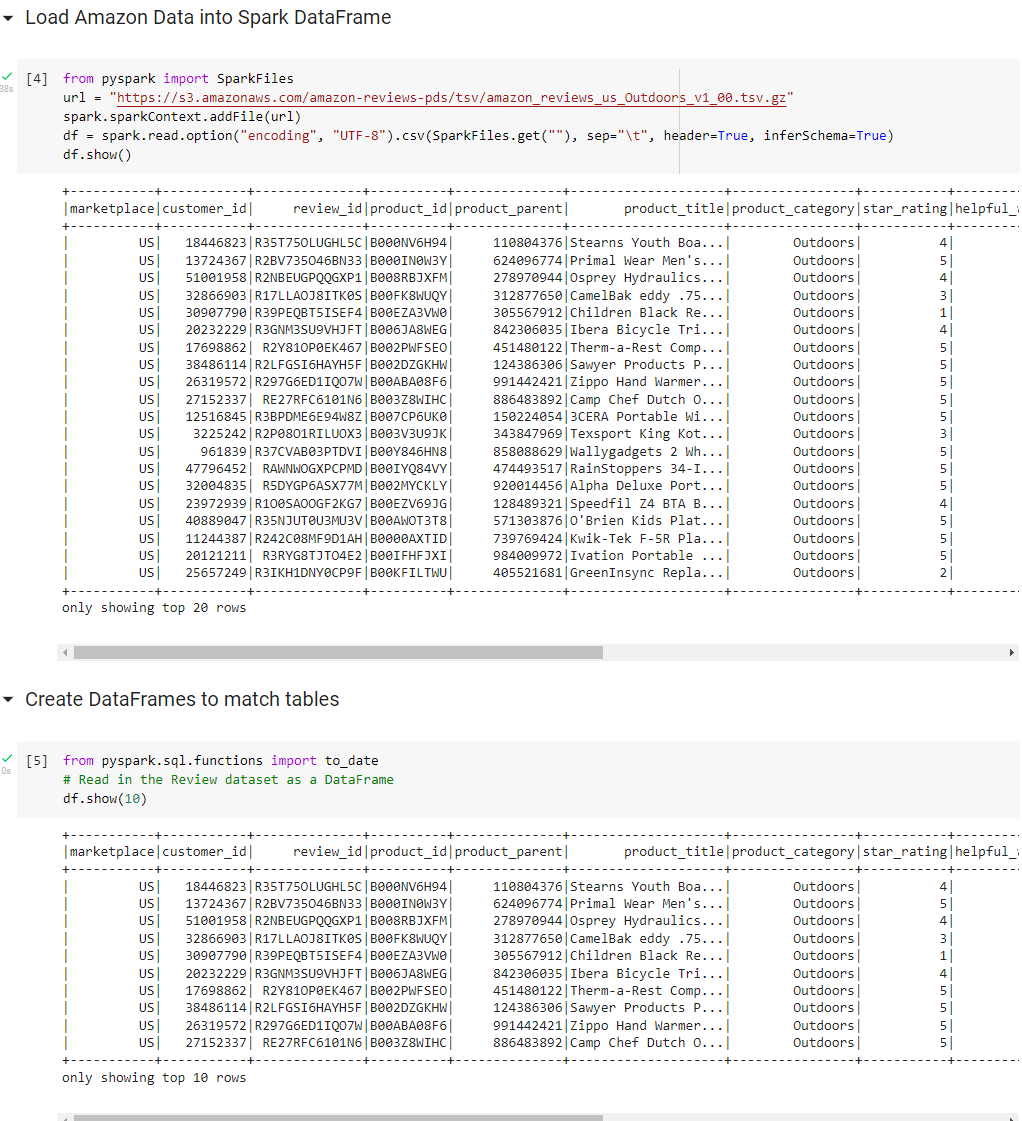 Load Amazon Data into Spark DataFrame
[4] from pyspark import SparkFiles
38s
url = "https://s3.amazonaws.com/amazon-reviews-pds/tsv/amazon_reviews_us_Outdoors_v1_00.tsv.gz"
spark.sparkContext.addFile(url)
df = spark.read.option("encoding", "UTF-8").csv(SparkFiles.get(""), sep="\t", header=True, inferSchema=True)
df.show()
+-----------+-----------+--------------+----------+--------------+--------------------+----------------+-----------+--------
|marketplace|customer_id|     review_id|product_id|product_parent|       product_title|product_category|star_rating|helpful_
+-----------+-----------+--------------+----------+--------------+--------------------+----------------+-----------+--------
|         US|   18446823|R35T75OLUGHL5C|B000NV6H94|     110804376|Stearns Youth Boa...|        Outdoors|          4|
|         US|   13724367|R2BV735O46BN33|B000IN0W3Y|     624096774|Primal Wear Men's...|        Outdoors|          5|
|         US|   51001958|R2NBEUGPQQGXP1|B008RBJXFM|     278970944|Osprey Hydraulics...|        Outdoors|          4|
|         US|   32866903|R17LLAOJ8ITK0S|B00FK8WUQY|     312877650|CamelBak eddy .75...|        Outdoors|          3|
|         US|   30907790|R39PEQBT5ISEF4|B00EZA3VW0|     305567912|Children Black Re...|        Outdoors|          1|
|         US|   20232229|R3GNM3SU9VHJFT|B006JA8WEG|     842306035|Ibera Bicycle Tri...|        Outdoors|          4|
|         US|   17698862| R2Y81OP0EK467|B002PWFSEO|     451480122|Therm-a-Rest Comp...|        Outdoors|          5|
|         US|   38486114|R2LFGSI6HAYH5F|B002DZGKHW|     124386306|Sawyer Products P...|        Outdoors|          5|
|         US|   26319572|R297G6ED1IQO7W|B00ABA08F6|     991442421|Zippo Hand Warmer...|        Outdoors|          5|
|         US|   27152337| RE27RFC6101N6|B003Z8WIHC|     886483892|Camp Chef Dutch O...|        Outdoors|          5|
|         US|   12516845|R3BPDME6E94W8Z|B007CP6UK0|     150224054|3CERA Portable Wi...|        Outdoors|          5|
|         US|    3225242|R2P08O1RILUOX3|B003V3U9JK|     343847969|Texsport King Kot...|        Outdoors|          3|
|         US|     961839|R37CVAB03PTDVI|B00Y846HN8|     858088629|Wallygadgets 2 Wh...|        Outdoors|          5|
|         US|   47796452| RAWNWOGXPCPMD|B00IYQ84VY|     474493517|RainStoppers 34-I...|        Outdoors|          5|
|         US|   32004835| R5DYGP6ASX77M|B002MYCKLY|     920014456|Alpha Deluxe Port...|        Outdoors|          5|
|         US|   23972939|R1O0SAOOGF2KG7|B00EZV69JG|     128489321|Speedfil Z4 BTA B...|        Outdoors|          4|
|         US|   40889047|R35NJUT0U3MU3V|B00AWOT3T8|     571303876|O'Brien Kids Plat...|        Outdoors|          5|
|         US|   11244387|R242C08MF9D1AH|B0000AXTID|     739769424|Kwik-Tek F-5R Pla...|        Outdoors|          5|
|         US|   20121211| R3RYG8TJTO4E2|B00IFHFJXI|     984009972|Ivation Portable ...|        Outdoors|          5|
|         US|   25657249|R3IKH1DNY0CP9F|B00KFILTWU|     405521681|GreenInsync Repla...|        Outdoors|          2|
+-----------+-----------+--------------+----------+--------------+--------------------+----------------+-----------+--------
only showing top 20 rows
Create DataFrames to match tables
[5] from pyspark.sql.functions import to_date
0s
# Read in the Review dataset as a DataFrame
df.show(10)
+-----------+-----------+--------------+----------+--------------+--------------------+----------------+-----------+--------
|marketplace|customer_id|     review_id|product_id|product_parent|       product_title|product_category|star_rating|helpful_
+-----------+-----------+--------------+----------+--------------+--------------------+----------------+-----------+--------
|         US|   18446823|R35T75OLUGHL5C|B000NV6H94|     110804376|Stearns Youth Boa...|        Outdoors|          4|
|         US|   13724367|R2BV735O46BN33|B000IN0W3Y|     624096774|Primal Wear Men's...|        Outdoors|          5|
|         US|   51001958|R2NBEUGPQQGXP1|B008RBJXFM|     278970944|Osprey Hydraulics...|        Outdoors|          4|
|         US|   32866903|R17LLAOJ8ITK0S|B00FK8WUQY|     312877650|CamelBak eddy .75...|        Outdoors|          3|
|         US|   30907790|R39PEQBT5ISEF4|B00EZA3VW0|     305567912|Children Black Re...|        Outdoors|          1|
|         US|   20232229|R3GNM3SU9VHJFT|B006JA8WEG|     842306035|Ibera Bicycle Tri...|        Outdoors|          4|
|         US|   17698862| R2Y81OP0EK467|B002PWFSEO|     451480122|Therm-a-Rest Comp...|        Outdoors|          5|
|         US|   38486114|R2LFGSI6HAYH5F|B002DZGKHW|     124386306|Sawyer Products P...|        Outdoors|          5|
|         US|   26319572|R297G6ED1IQO7W|B00ABA08F6|     991442421|Zippo Hand Warmer...|        Outdoors|          5|
|         US|   27152337| RE27RFC6101N6|B003Z8WIHC|     886483892|Camp Chef Dutch O...|        Outdoors|          5|
+-----------+-----------+--------------+----------+--------------+--------------------+----------------+-----------+--------
only showing top 10 rows